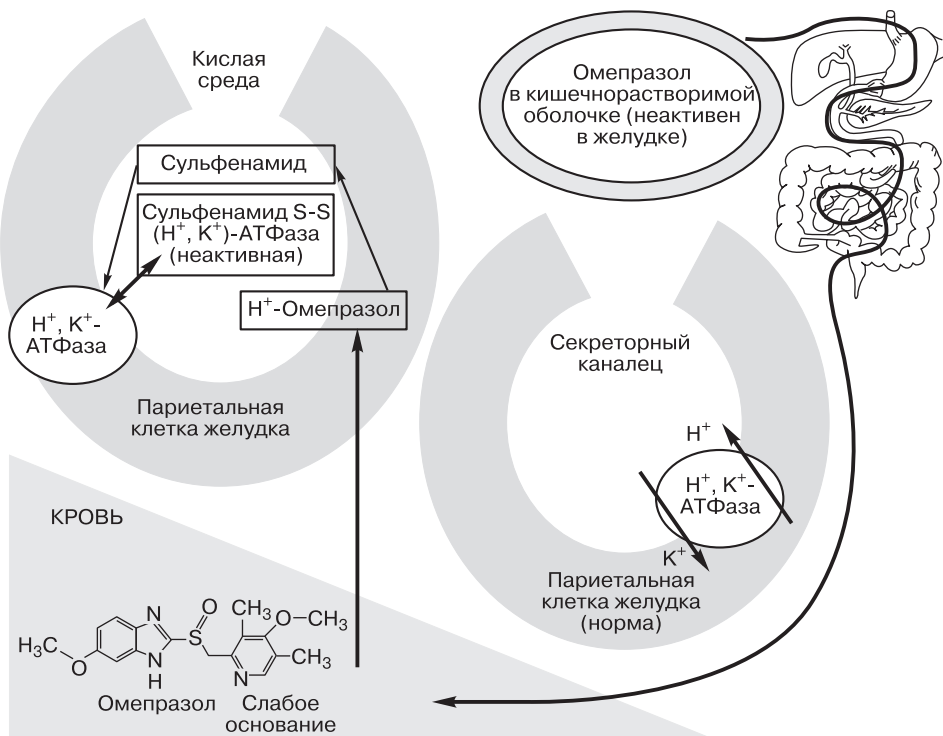 Кислая
среда
Сульфенамид
Сульфенамид S-S
(H⁺, K⁺)-АТФаза
(неактивная)
H⁺, K⁺-
АТФаза
H⁺-Омепразол
Париетальная
клетка желудка
Омепразол
в кишечнорастворимой
оболочке (неактивен
в желудке)
Секреторный
каналец
H⁺
H⁺, K⁺-
АТФаза
K⁺
Париетальная
клетка желудка
(норма)
КРОВЬ
H₃C
O
N
N
H
S
O
CH₃
O—CH₃
CH₃
N
Омепразол
Слабое
основание